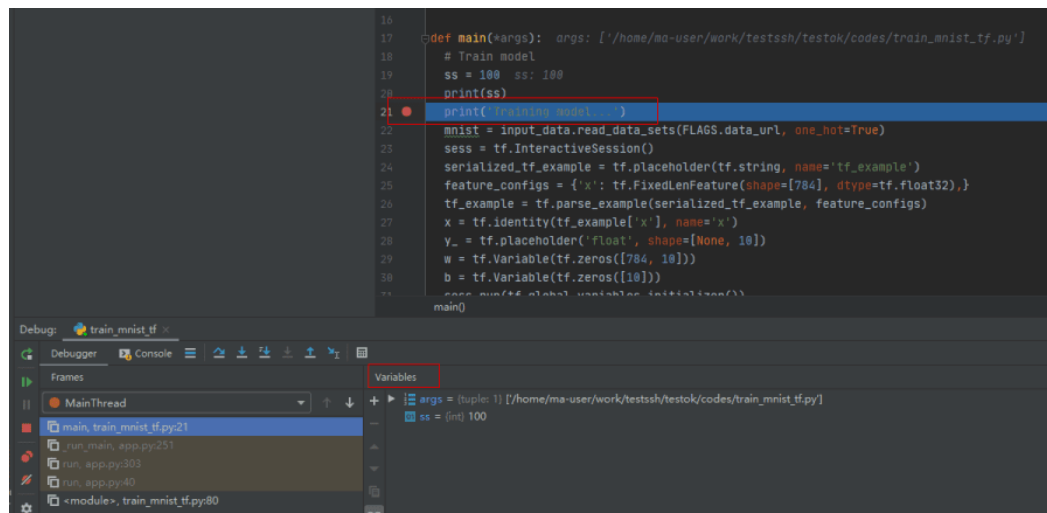 16
17 def main(*args): args: ['/home/ma-user/work/testssh/testok/codes/train_mnist_tf.py']
18 # Train model
19 ss = 100 ss: 100
20 print(ss)
21 print('Training model...')
22 mnist = input_data.read_data_sets(FLAGS.data_url, one_hot=True)
23 sess = tf.InteractiveSession()
24 serialized_tf_example = tf.placeholder(tf.string, name='tf_example')
25 feature_configs = {'x': tf.FixedLenFeature(shape=[784], dtype=tf.float32),}
26 tf_example = tf.parse_example(serialized_tf_example, feature_configs)
27 x = tf.identity(tf_example['x'], name='x')
28 y_ = tf.placeholder('float', shape=[None, 10])
29 w = tf.Variable(tf.zeros([784, 10]))
30 b = tf.Variable(tf.zeros([10]))
31 sess.run(tf.global_variables_initializer())
main()
Debug: train_mnist_tf
Debugger Console
Frames
Variables
MainThread
args = {tuple: 1} ['/home/ma-user/work/testssh/testok/codes/train_mnist_tf.py']
ss = {int} 100
main, train_mnist_tf.py:21
_run_main, app.py:251
run, app.py:303
run, app.py:40
<module>, train_mnist_tf.py:80